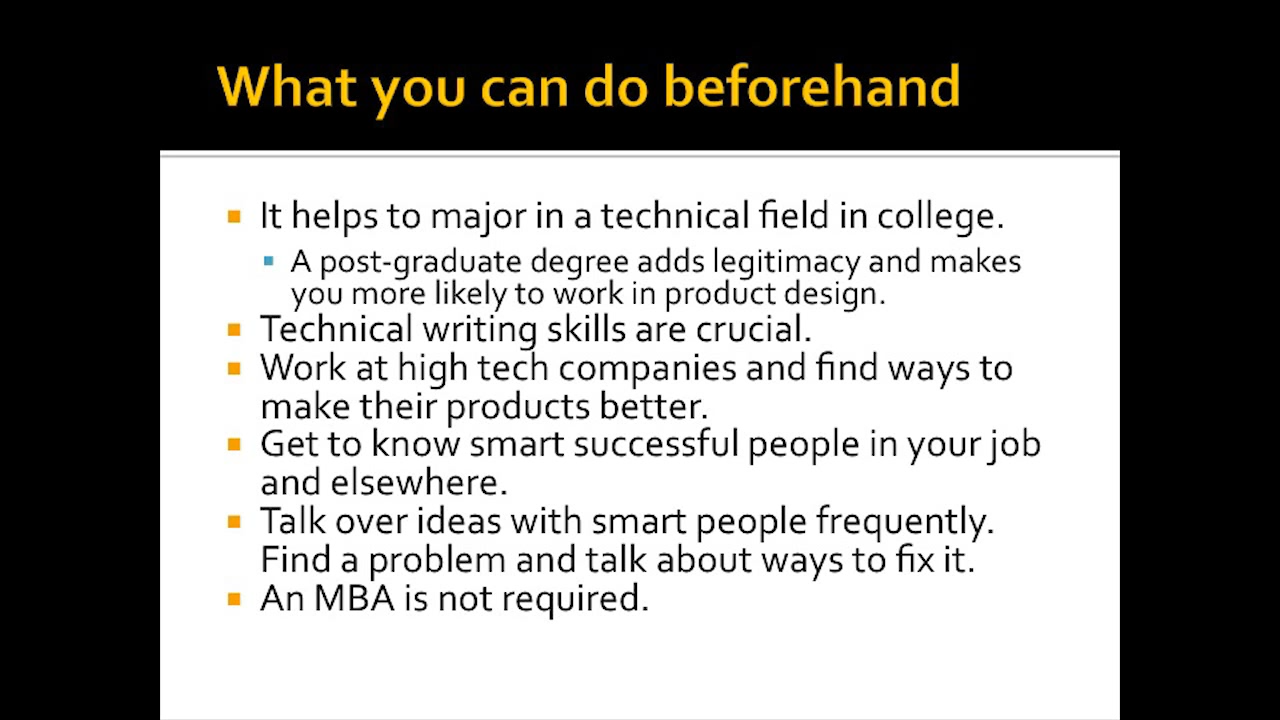 What you can do beforehand
It helps to major in a technical field in college.
A post-graduate degree adds legitimacy and makes
you more likely to work in product design.
Technical writing skills are crucial.
Work at high tech companies and find ways to
make their products better.
Get to know smart successful people in your job
and elsewhere.
Talk over ideas with smart people frequently.
Find a problem and talk about ways to fix it.
An MBA is not required.